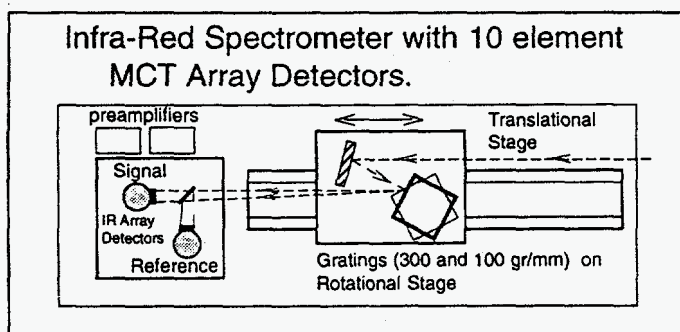 Infra-Red Spectrometer with 10 element
MCT Array Detectors.
preamplifiers
Translational
Stage
Signal
IR Array
Detectors
Reference
Gratings (300 and 100 gr/mm) on
Rotational Stage